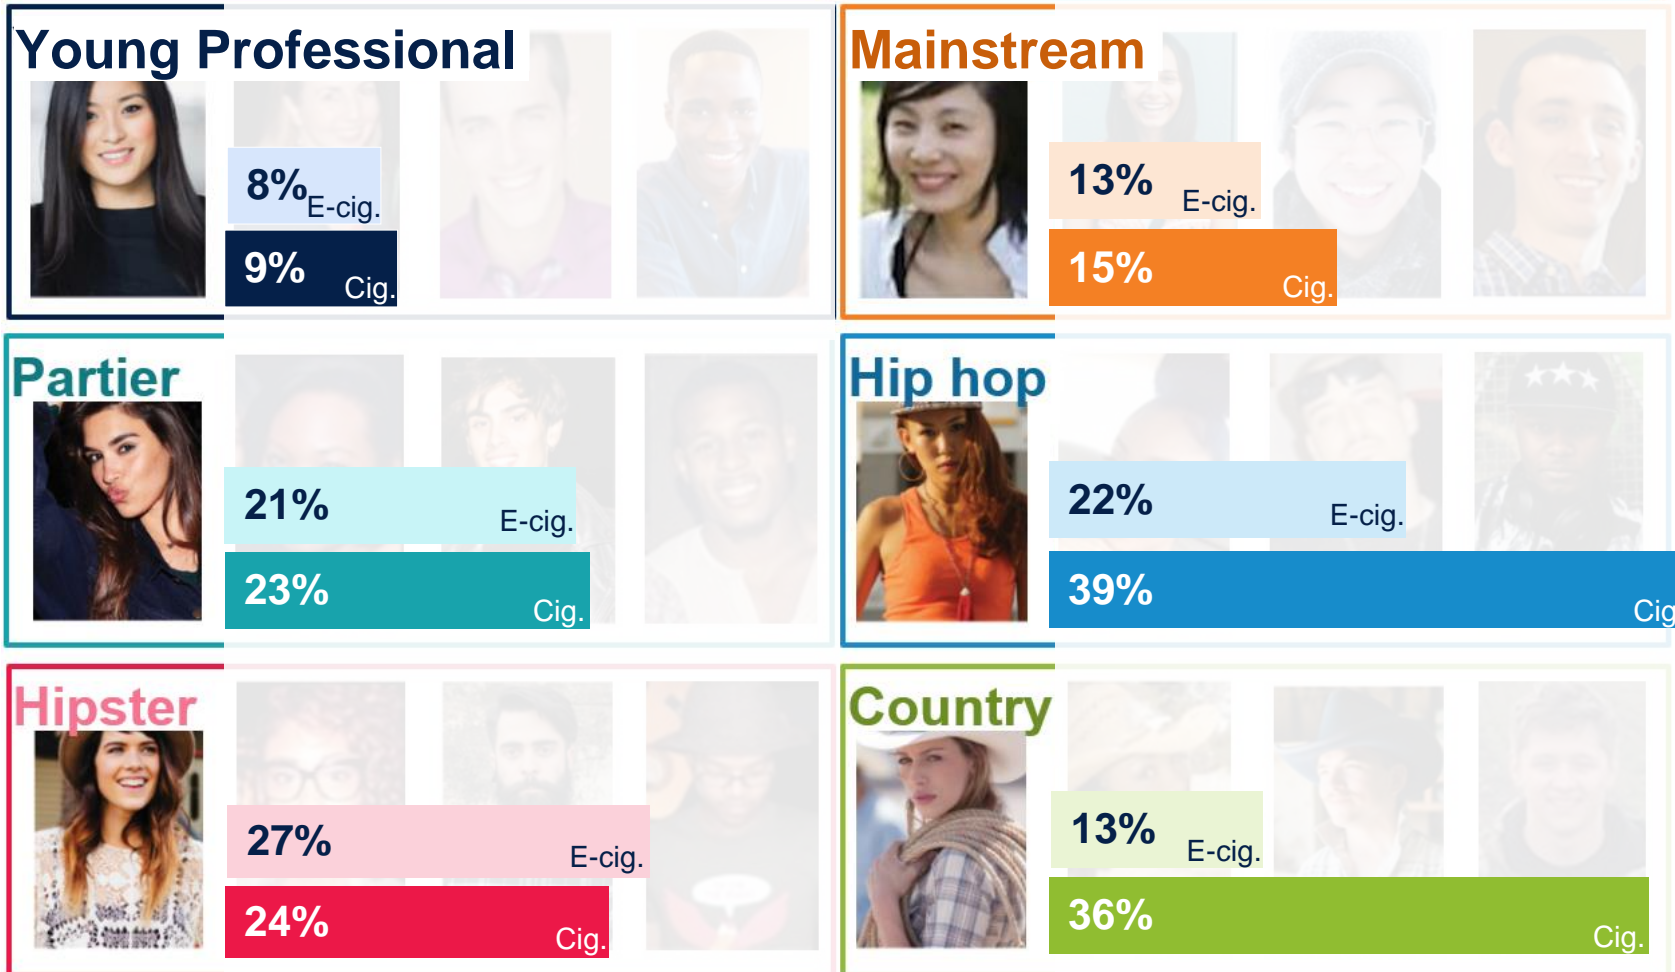 Young Professional
8% E-cig.
9% Cig.
Mainstream
13% E-cig.
15% Cig.
Partier
21% E-cig.
23% Cig.
Hip hop
22% E-cig.
39% Cig
Hipster
27% E-cig.
24% Cig.
Country
13% E-cig.
36% Cig.